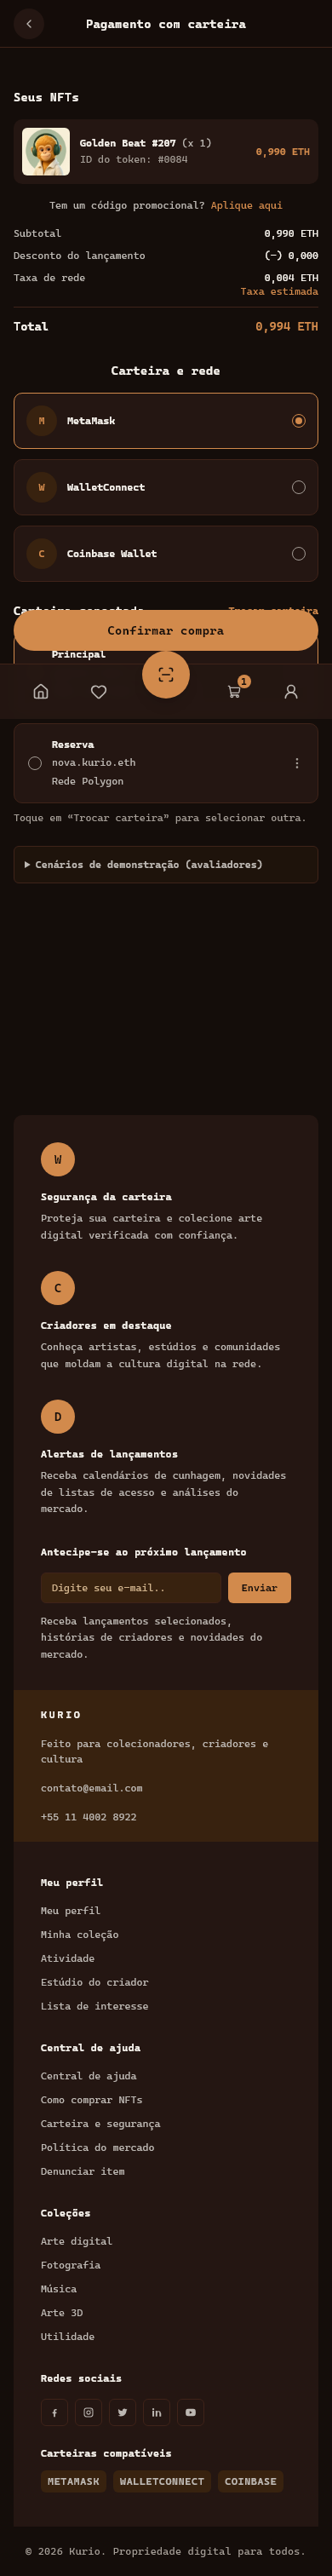 Pagamento com carteira
Seus NFTs
Golden Beat #207 (x 1)
ID do token: #0084
0,990 ETH
Tem um código promocional? Aplique aqui
Subtotal 0,990 ETH
Desconto do lançamento (-) 0,000
Taxa de rede 0,004 ETH
Taxa estimada
Total 0,994 ETH
Carteira e rede
M MetaMask
W WalletConnect
C Coinbase Wallet
Confirmar compra
Principal
1
Reserva
nova.kurio.eth
Rede Polygon
Toque em “Trocar carteira” para selecionar outra.
▶ Cenários de demonstração (avaliadores)
W
Segurança da carteira
Proteja sua carteira e colecione arte
digital verificada com confiança.
C
Criadores em destaque
Conheça artistas, estúdios e comunidades
que moldam a cultura digital na rede.
D
Alertas de lançamentos
Receba calendários de cunhagem, novidades
de listas de acesso e análises do
mercado.
Antecipe-se ao próximo lançamento
Digite seu e-mail..
Enviar
Receba lançamentos selecionados,
histórias de criadores e novidades do
mercado.
KURIO
Feito para colecionadores, criadores e
cultura
contato@email.com
+55 11 4002 8922
Meu perfil
Meu perfil
Minha coleção
Atividade
Estúdio do criador
Lista de interesse
Central de ajuda
Central de ajuda
Como comprar NFTs
Carteira e segurança
Política do mercado
Denunciar item
Coleções
Arte digital
Fotografia
Música
Arte 3D
Utilidade
Redes sociais
Carteiras compatíveis
METAMASK WALLETCONNECT COINBASE
© 2026 Kurio. Propriedade digital para todos.